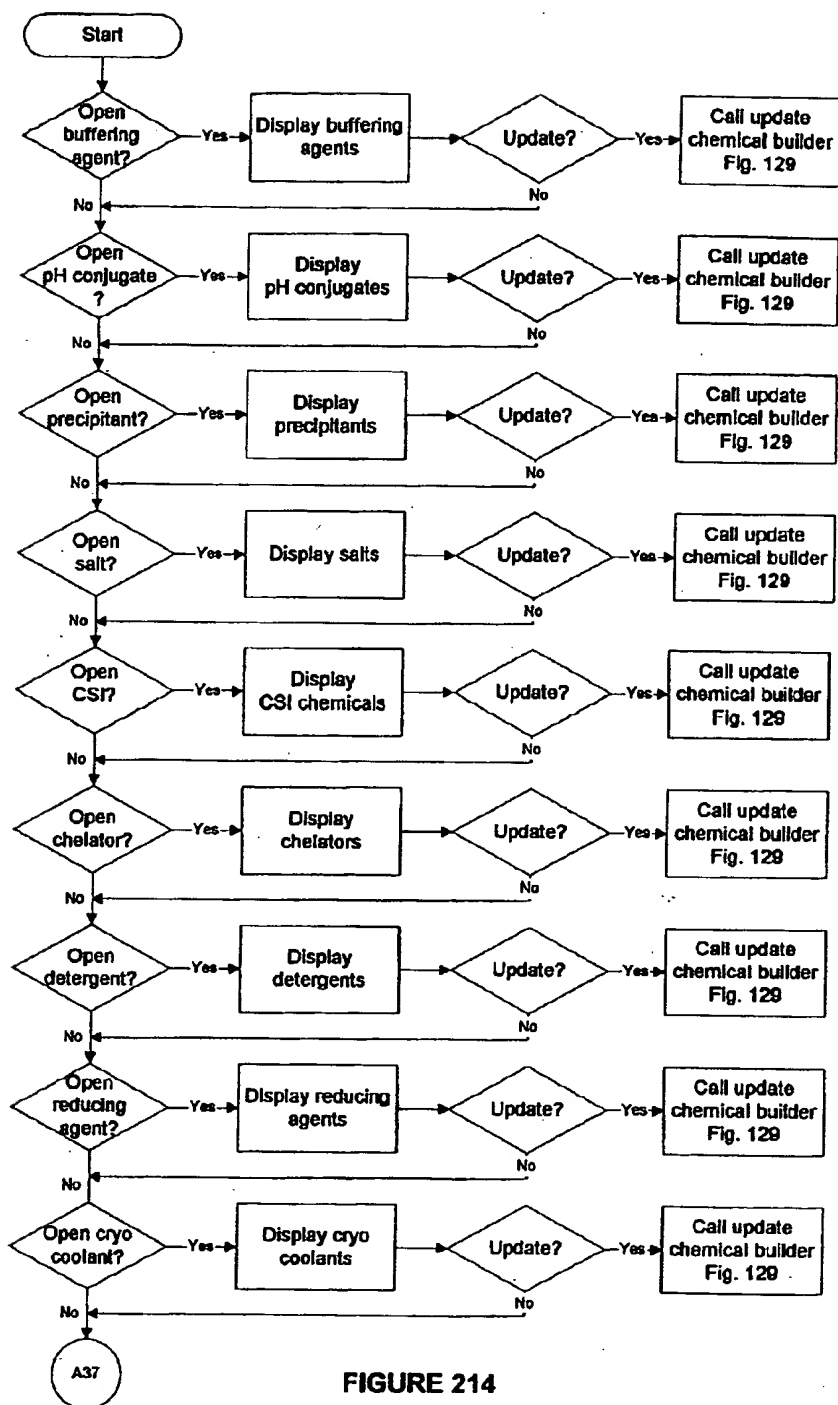 Start
Open
buffering
agent?
Yes
Display buffering
agents
Update?
Yes
Call update
chemical builder
Fig. 129
No
No
Open
pH conjugate
?
Yes
Display
pH conjugates
Update?
Yes
Call update
chemical builder
Fig. 129
No
No
Open
precipitant?
Yes
Display
precipitants
Update?
Yes
Call update
chemical builder
Fig. 129
No
No
Open
salt?
Yes
Display salts
Update?
Yes
Call update
chemical builder
Fig. 129
No
No
Open
CSI?
Yes
Display
CSI chemicals
Update?
Yes
Call update
chemical builder
Fig. 129
No
No
Open
chelator?
Yes
Display
chelators
Update?
Yes
Call update
chemical builder
Fig. 129
No
No
Open
detergent?
Yes
Display
detergents
Update?
Yes
Call update
chemical builder
Fig. 129
No
No
Open
reducing
agent?
Yes
Display reducing
agents
Update?
Yes
Call update
chemical builder
Fig. 129
No
No
Open cryo
coolant?
Yes
Display cryo
coolants
Update?
Yes
Call update
chemical builder
Fig. 129
No
No
A37
FIGURE 214